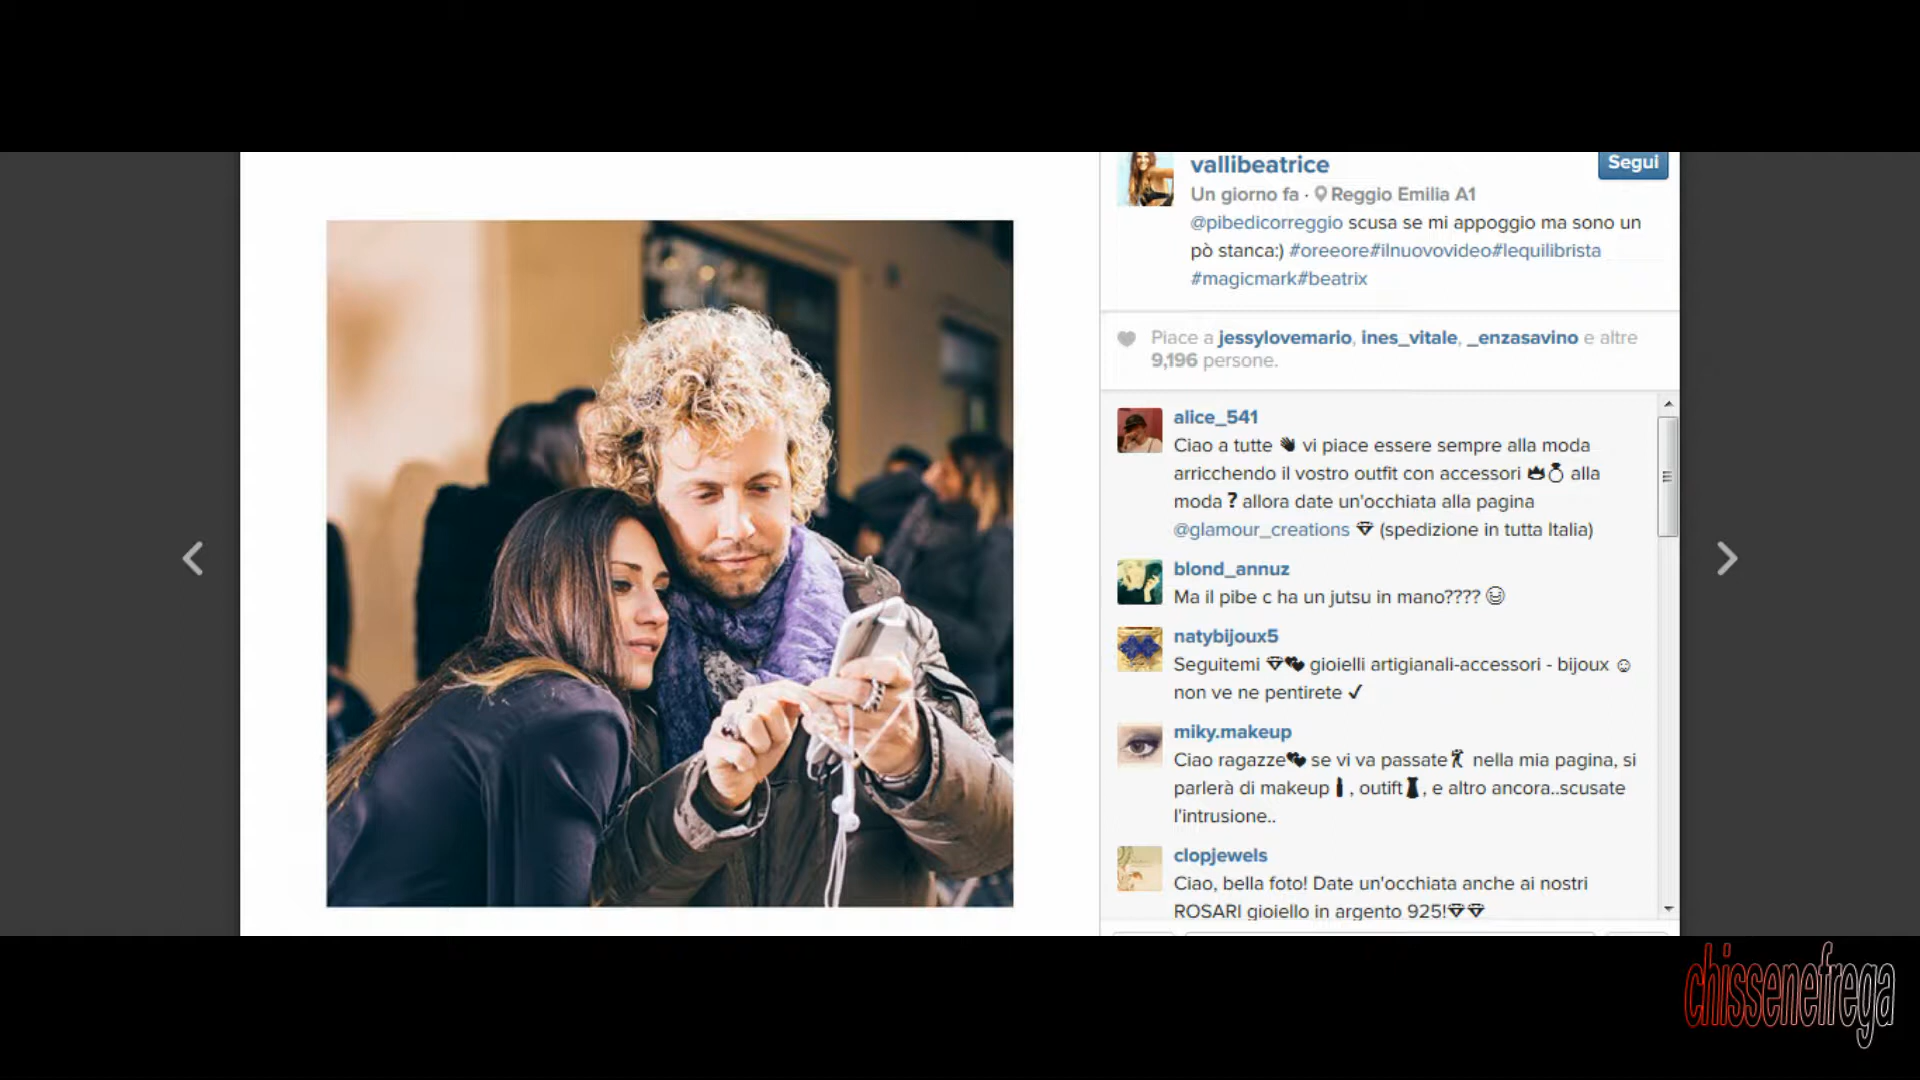 vallibeatrice
Segui
Un giorno fa · Reggio Emilia A1
@pibedicorreggio scusa se mi appoggio ma sono un
pò stanca:) #oreeore#ilnuovovideo#lequilibrista
#magicmark#beatrix
Piace a jessylovemario, ines_vitale, _enzasavino e altre
9,196 persone.
alice_541
Ciao a tutte 👋 vi piace essere sempre alla moda
arricchendo il vostro outfit con accessori 👑💍 alla
moda ❓ allora date un'occhiata alla pagina
@glamour_creations 💎 (spedizione in tutta Italia)
blond_annuz
Ma il pibe c ha un jutsu in mano???? 😂
natybijoux5
Seguitemi 💎💕 gioielli artigianali-accessori - bijoux ☺
non ve ne pentirete ✔
miky.makeup
Ciao ragazze💕 se vi va passate💃 nella mia pagina, si
parlerà di makeup💄, outift👗, e altro ancora..scusate
l'intrusione..
clopjewels
Ciao, bella foto! Date un'occhiata anche ai nostri
ROSARI gioiello in argento 925!💎💎
chissenefrega